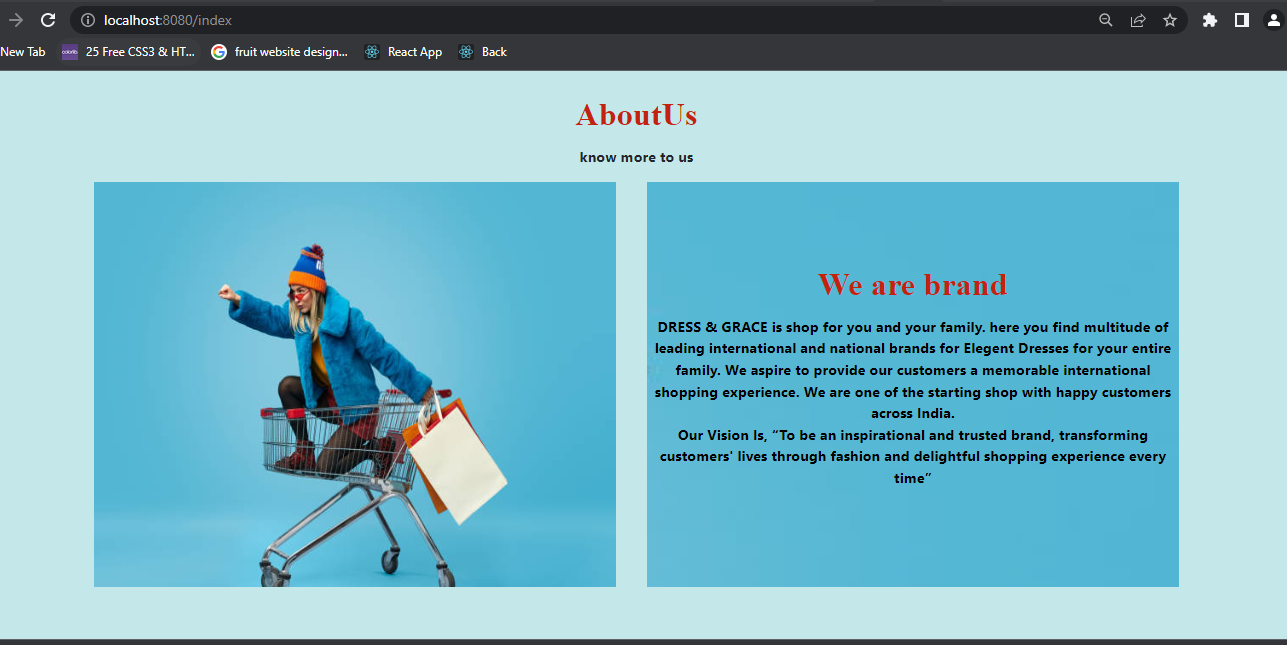 localhost:8080/index
New Tab
25 Free CSS3 & HT...
fruit website design...
React App
Back
AboutUs
know more to us
We are brand
DRESS & GRACE is shop for you and your family. here you find multitude of
leading international and national brands for Elegent Dresses for your entire
family. We aspire to provide our customers a memorable international
shopping experience. We are one of the starting shop with happy customers
across India.
Our Vision Is, “To be an inspirational and trusted brand, transforming
customers' lives through fashion and delightful shopping experience every
time”